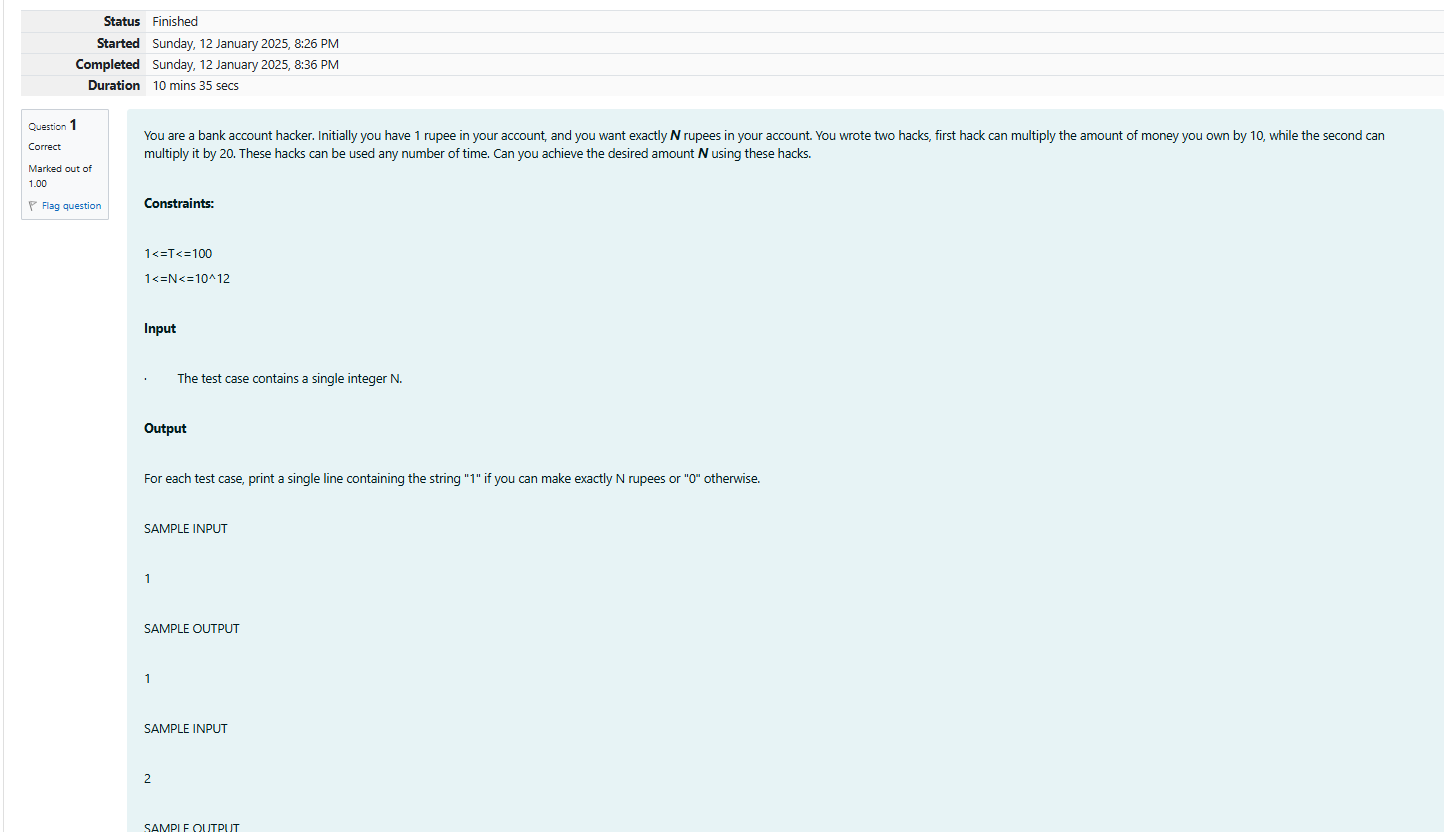 Status Finished
Started Sunday, 12 January 2025, 8:26 PM
Completed Sunday, 12 January 2025, 8:36 PM
Duration 10 mins 35 secs
Question 1
Correct
Marked out of
1.00
Flag question
You are a bank account hacker. Initially you have 1 rupee in your account, and you want exactly N rupees in your account. You wrote two hacks, first hack can multiply the amount of money you own by 10, while the second can
multiply it by 20. These hacks can be used any number of time. Can you achieve the desired amount N using these hacks.
Constraints:
1<=T<=100
1<=N<=10^12
Input
· The test case contains a single integer N.
Output
For each test case, print a single line containing the string "1" if you can make exactly N rupees or "0" otherwise.
SAMPLE INPUT
1
SAMPLE OUTPUT
1
SAMPLE INPUT
2
SAMPLE OUTPUT